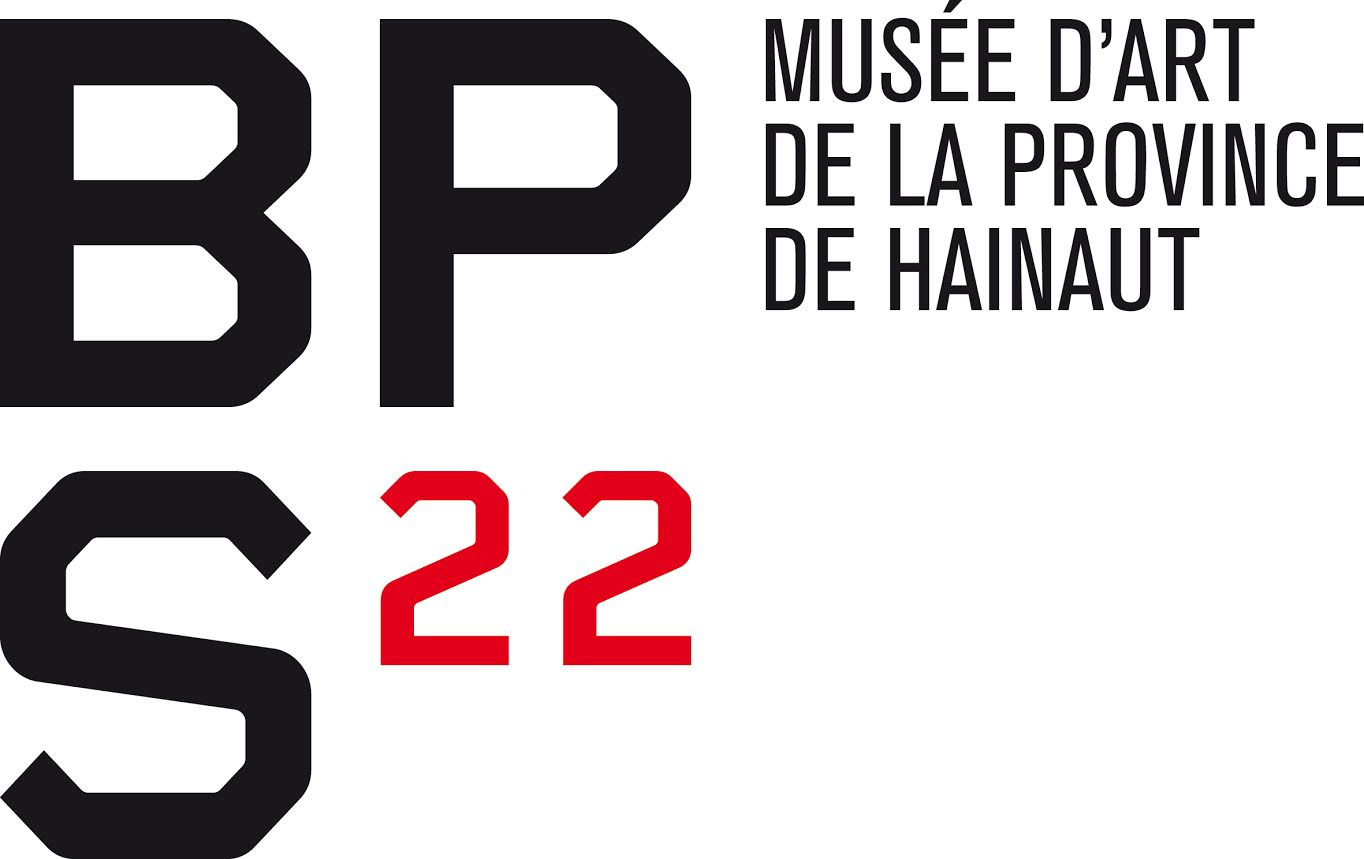 BP
S22
MUSÉE D’ART
DE LA PROVINCE
DE HAINAUT